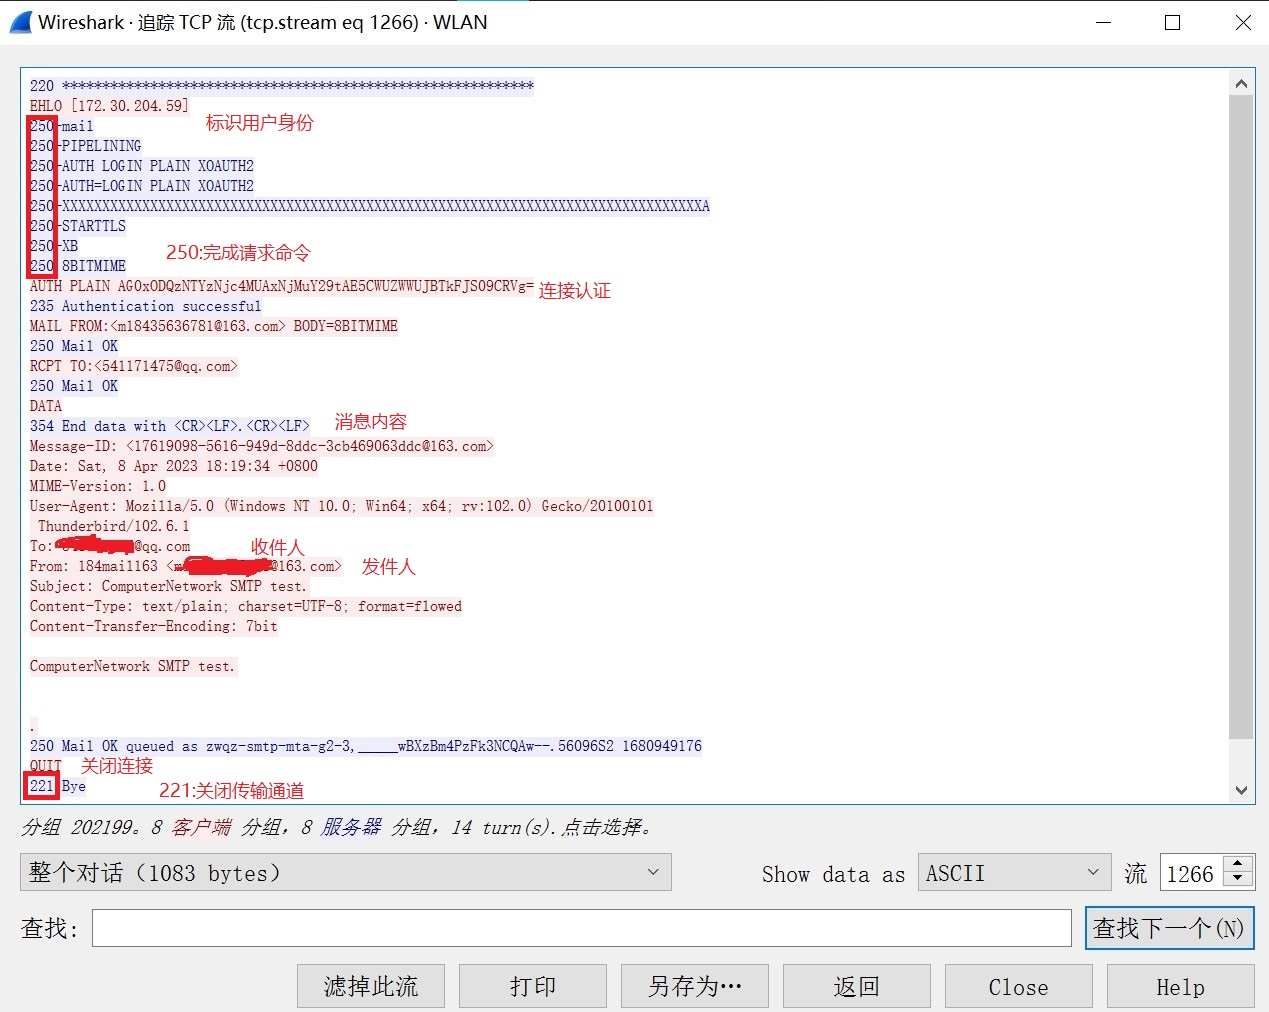 Wireshark · 追踪 TCP 流 (tcp.stream eq 1266) · WLAN
220 ***********************************************************
EHLO [172.30.204.59]
标识用户身份
250-mail
250-PIPELINING
250-AUTH LOGIN PLAIN XOAUTH2
250-AUTH=LOGIN PLAIN XOAUTH2
250-XXXXXXXXXXXXXXXXXXXXXXXXXXXXXXXXXXXXXXXXXXXXXXXXXXXXXXXXXXXXXXXXXXXXXXXXXXXXXXXXA
250-STARTTLS
250-XB
250:完成请求命令
250 8BITMIME
AUTH PLAIN AG0xODQzNTYzNjc4MUAxNjMuY29tAE5CWUZWWUJBTkFJS09CRVg= 连接认证
235 Authentication successful
MAIL FROM:<m18435636781@163.com> BODY=8BITMIME
250 Mail OK
RCPT TO:<541171475@qq.com>
250 Mail OK
DATA
354 End data with <CR><LF>.<CR><LF> 消息内容
Message-ID: <17619098-5616-949d-8ddc-3cb469063ddc@163.com>
Date: Sat, 8 Apr 2023 18:19:34 +0800
MIME-Version: 1.0
User-Agent: Mozilla/5.0 (Windows NT 10.0; Win64; x64; rv:102.0) Gecko/20100101
Thunderbird/102.6.1
To: @qq.com 收件人
From: 184mail163 <m @163.com> 发件人
Subject: ComputerNetwork SMTP test.
Content-Type: text/plain; charset=UTF-8; format=flowed
Content-Transfer-Encoding: 7bit
ComputerNetwork SMTP test.
.
250 Mail OK queued as zwqz-smtp-mta-g2-3,_____wBXzBm4PzFk3NCQAw--.56096S2 1680949176
QUIT 关闭连接
221 Bye 221:关闭传输通道
分组 202199。8 客户端 分组，8 服务器 分组，14 turn(s).点击选择。
整个对话（1083 bytes） Show data as ASCII 流 1266
查找: 查找下一个(N)
滤掉此流 打印 另存为… 返回 Close Help